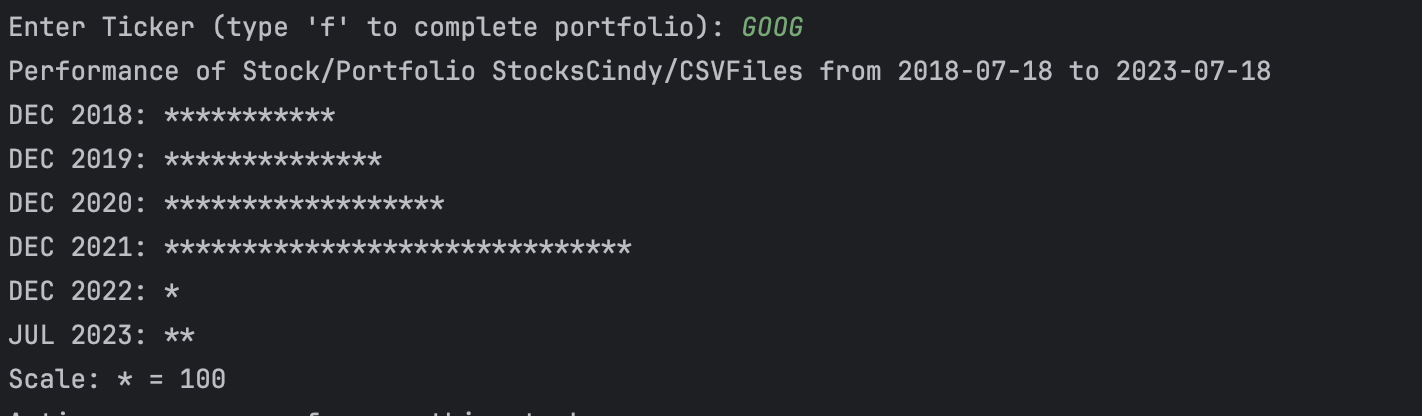 Enter Ticker (type 'f' to complete portfolio): GOOG
Performance of Stock/Portfolio StocksCindy/CSVFiles from 2018-07-18 to 2023-07-18
DEC 2018: ***********
DEC 2019: **************
DEC 2020: ******************
DEC 2021: ******************************
DEC 2022: *
JUL 2023: **
Scale: * = 100